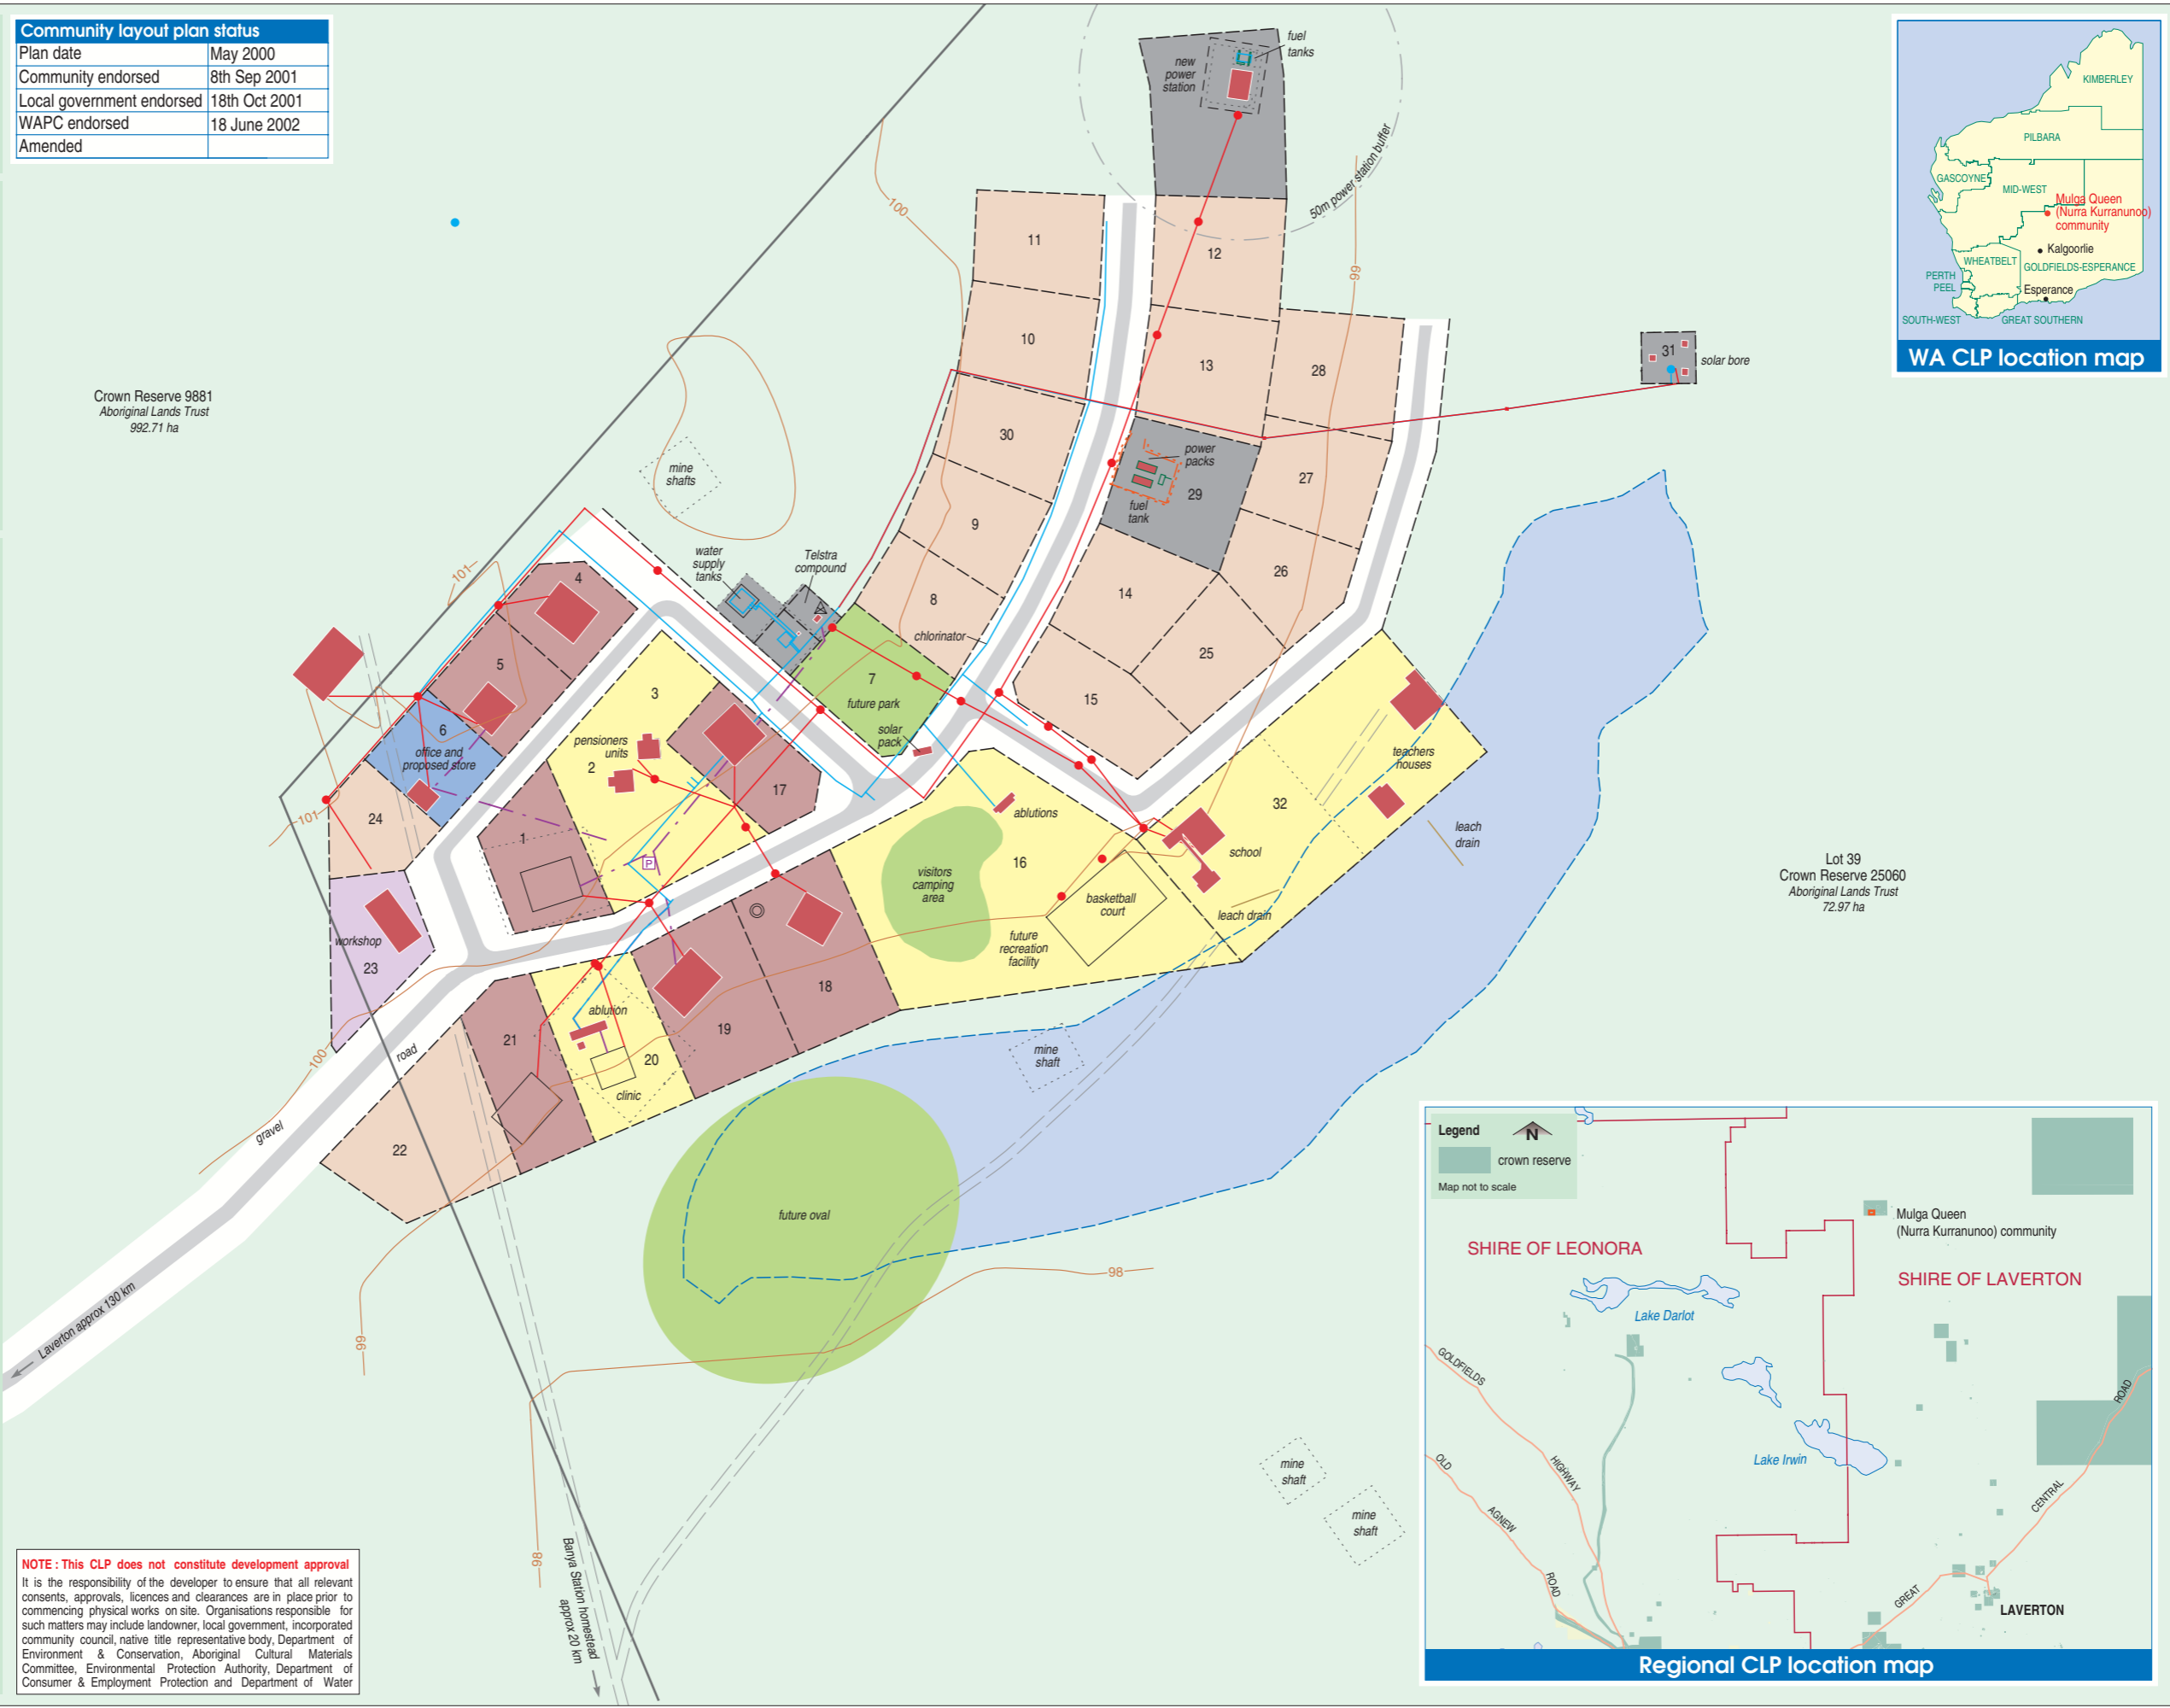 Community layout plan status
Plan date May 2000
Community endorsed 8th Sep 2001
Local government endorsed 18th Oct 2001
WAPC endorsed 18 June 2002
Amended
fuel
tanks
new
power
station
50m power station buffer
KIMBERLEY
PILBARA
GASCOYNE
MID-WEST
Mulga Queen
(Nurra Kurranunoo)
community
Kalgoorlie
WHEATBELT
GOLDFIELDS-ESPERANCE
PERTH
PEEL
Esperance
SOUTH-WEST
GREAT SOUTHERN
WA CLP location map
Crown Reserve 9881
Aboriginal Lands Trust
992.71 ha
100
99
11
12
10
13
28
31
solar bore
30
mine
shafts
power
packs
29
27
fuel
tank
9
water
supply
tanks
Telstra
compound
101
4
8
14
26
chlorinator
5
7
future park
25
3
15
6
office and
proposed store
solar
pack
pensioners
units
2
17
teachers
houses
32
ablutions
101
24
1
P
16
visitors
camping
area
school
leach
drain
basketball
court
leach drain
Lot 39
Crown Reserve 25060
Aboriginal Lands Trust
72.97 ha
workshop
23
future
recreation
facility
18
19
ablution
21
20
clinic
mine
shaft
100
road
gravel
22
future oval
98
99
Laverton approx 130 km
98
mine
shaft
mine
shaft
Banya Station homestead
approx 20 km
NOTE : This CLP does not constitute development approval
It is the responsibility of the developer to ensure that all relevant
consents, approvals, licences and clearances are in place prior to
commencing physical works on site. Organisations responsible for
such matters may include landowner, local government, incorporated
community council, native title representative body, Department of
Environment & Conservation, Aboriginal Cultural Materials
Committee, Environmental Protection Authority, Department of
Consumer & Employment Protection and Department of Water
Legend
N
crown reserve
Map not to scale
Mulga Queen
(Nurra Kurranunoo) community
SHIRE OF LEONORA
SHIRE OF LAVERTON
Lake Darlot
GOLDFIELDS
HIGHWAY
OLD
AGNEW
ROAD
Lake Irwin
GREAT
CENTRAL
ROAD
LAVERTON
Regional CLP location map